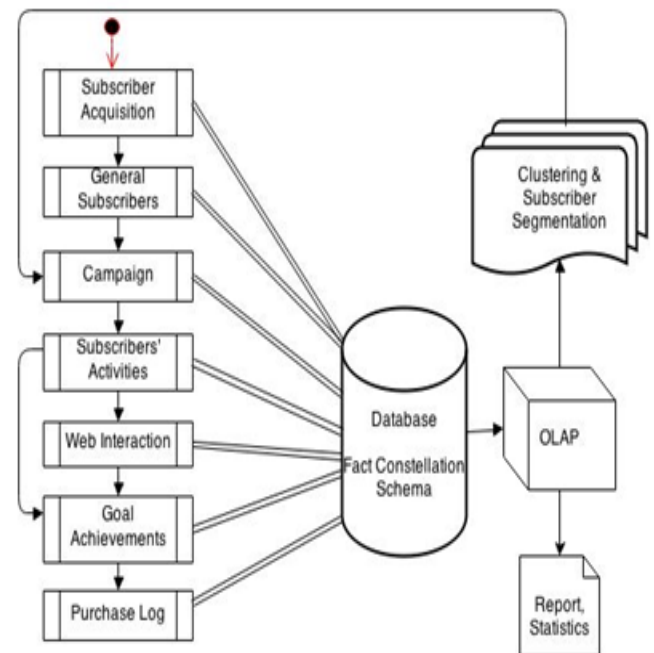 Subscriber
Acquisition
General
Subscribers
Campaign
Subscribers'
Activities
Web Interaction
Goal
Achievements
Purchase Log
Database
Fact Constellation
Schema
OLAP
Clustering &
Subscriber
Segmentation
Report,
Statistics